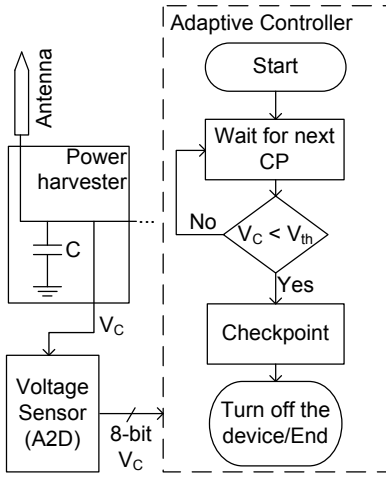 Adaptive Controller
Start
Antenna
Wait for next
CP
Power
harvester
No
V_C < V_th
C
Yes
V_C
Checkpoint
Voltage
Sensor
(A2D)
8-bit
V_C
Turn off the
device/End